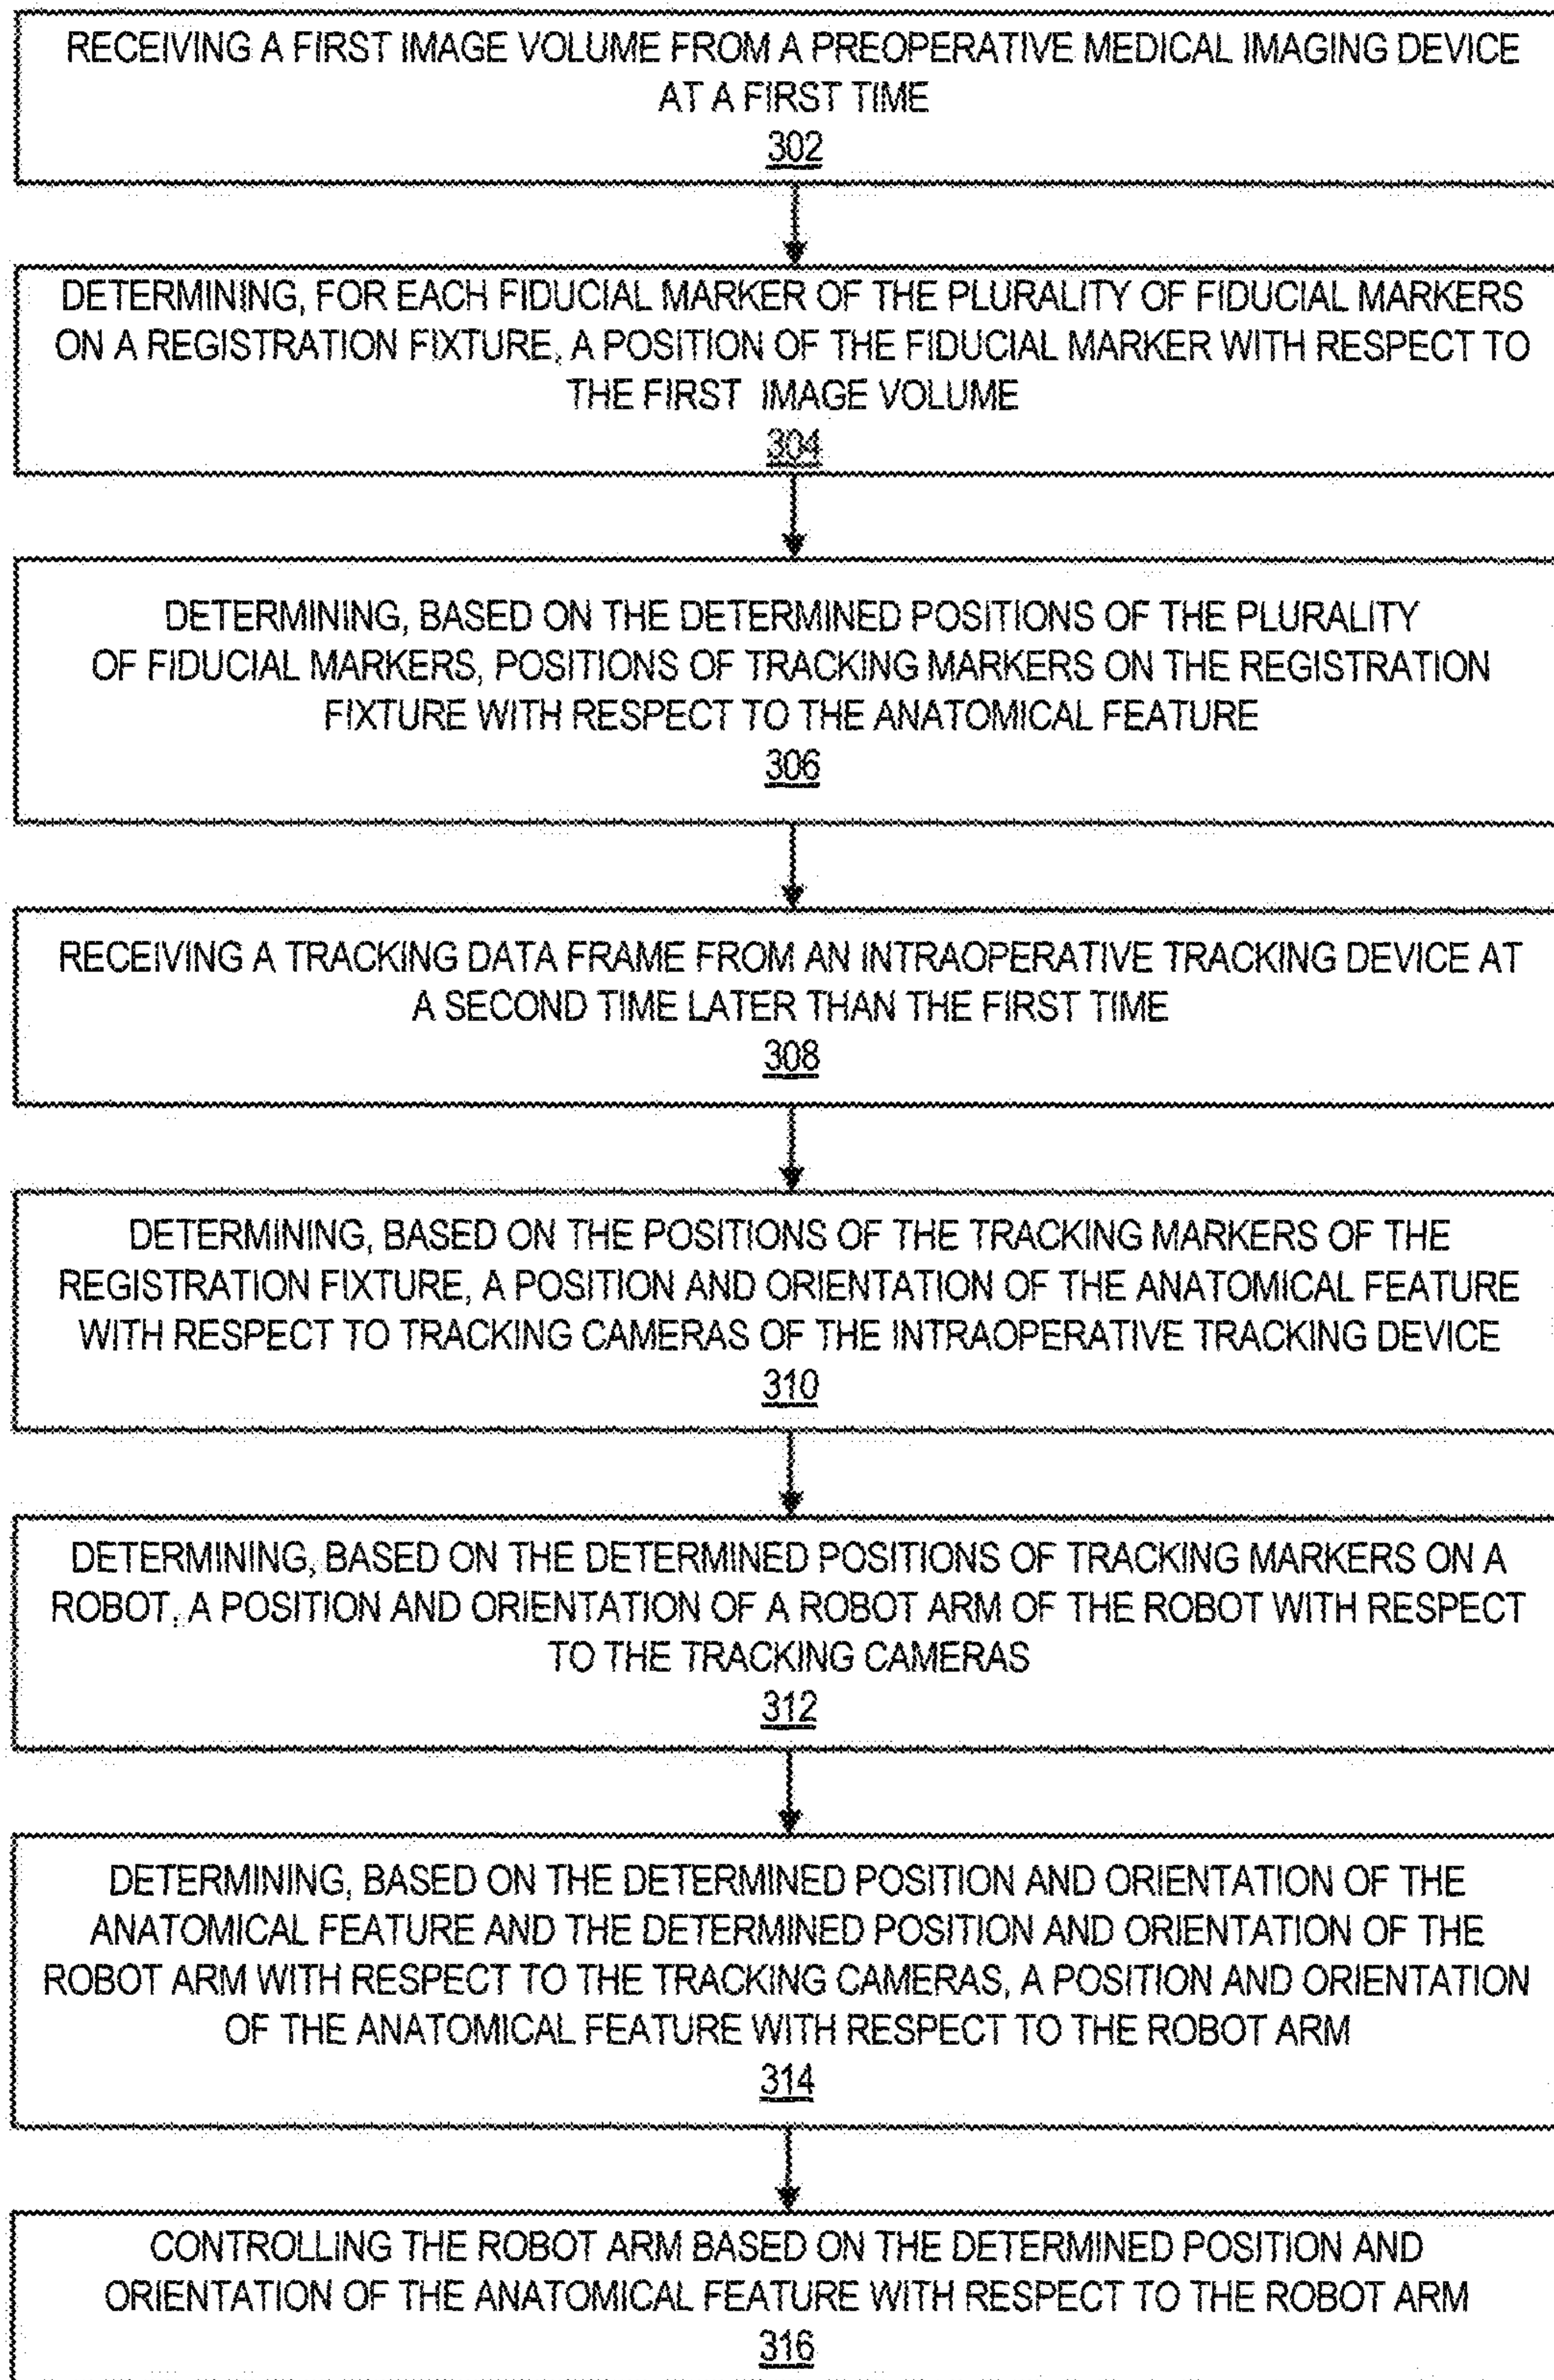 RECEIVING A FIRST IMAGE VOLUME FROM A PREOPERATIVE MEDICAL IMAGING DEVICE
AT A FIRST TIME
302
DETERMINING, FOR EACH FIDUCIAL MARKER OF THE PLURALITY OF FIDUCIAL MARKERS
ON A REGISTRATION FIXTURE, A POSITION OF THE FIDUCIAL MARKER WITH RESPECT TO
THE FIRST IMAGE VOLUME
304
DETERMINING, BASED ON THE DETERMINED POSITIONS OF THE PLURALITY
OF FIDUCIAL MARKERS, POSITIONS OF TRACKING MARKERS ON THE REGISTRATION
FIXTURE WITH RESPECT TO THE ANATOMICAL FEATURE
306
RECEIVING A TRACKING DATA FRAME FROM AN INTRAOPERATIVE TRACKING DEVICE AT
A SECOND TIME LATER THAN THE FIRST TIME
308
DETERMINING, BASED ON THE POSITIONS OF THE TRACKING MARKERS OF THE
REGISTRATION FIXTURE, A POSITION AND ORIENTATION OF THE ANATOMICAL FEATURE
WITH RESPECT TO TRACKING CAMERAS OF THE INTRAOPERATIVE TRACKING DEVICE
310
DETERMINING, BASED ON THE DETERMINED POSITIONS OF TRACKING MARKERS ON A
ROBOT, A POSITION AND ORIENTATION OF A ROBOT ARM OF THE ROBOT WITH RESPECT
TO THE TRACKING CAMERAS
312
DETERMINING, BASED ON THE DETERMINED POSITION AND ORIENTATION OF THE
ANATOMICAL FEATURE AND THE DETERMINED POSITION AND ORIENTATION OF THE
ROBOT ARM WITH RESPECT TO THE TRACKING CAMERAS, A POSITION AND ORIENTATION
OF THE ANATOMICAL FEATURE WITH RESPECT TO THE ROBOT ARM
314
CONTROLLING THE ROBOT ARM BASED ON THE DETERMINED POSITION AND
ORIENTATION OF THE ANATOMICAL FEATURE WITH RESPECT TO THE ROBOT ARM
316